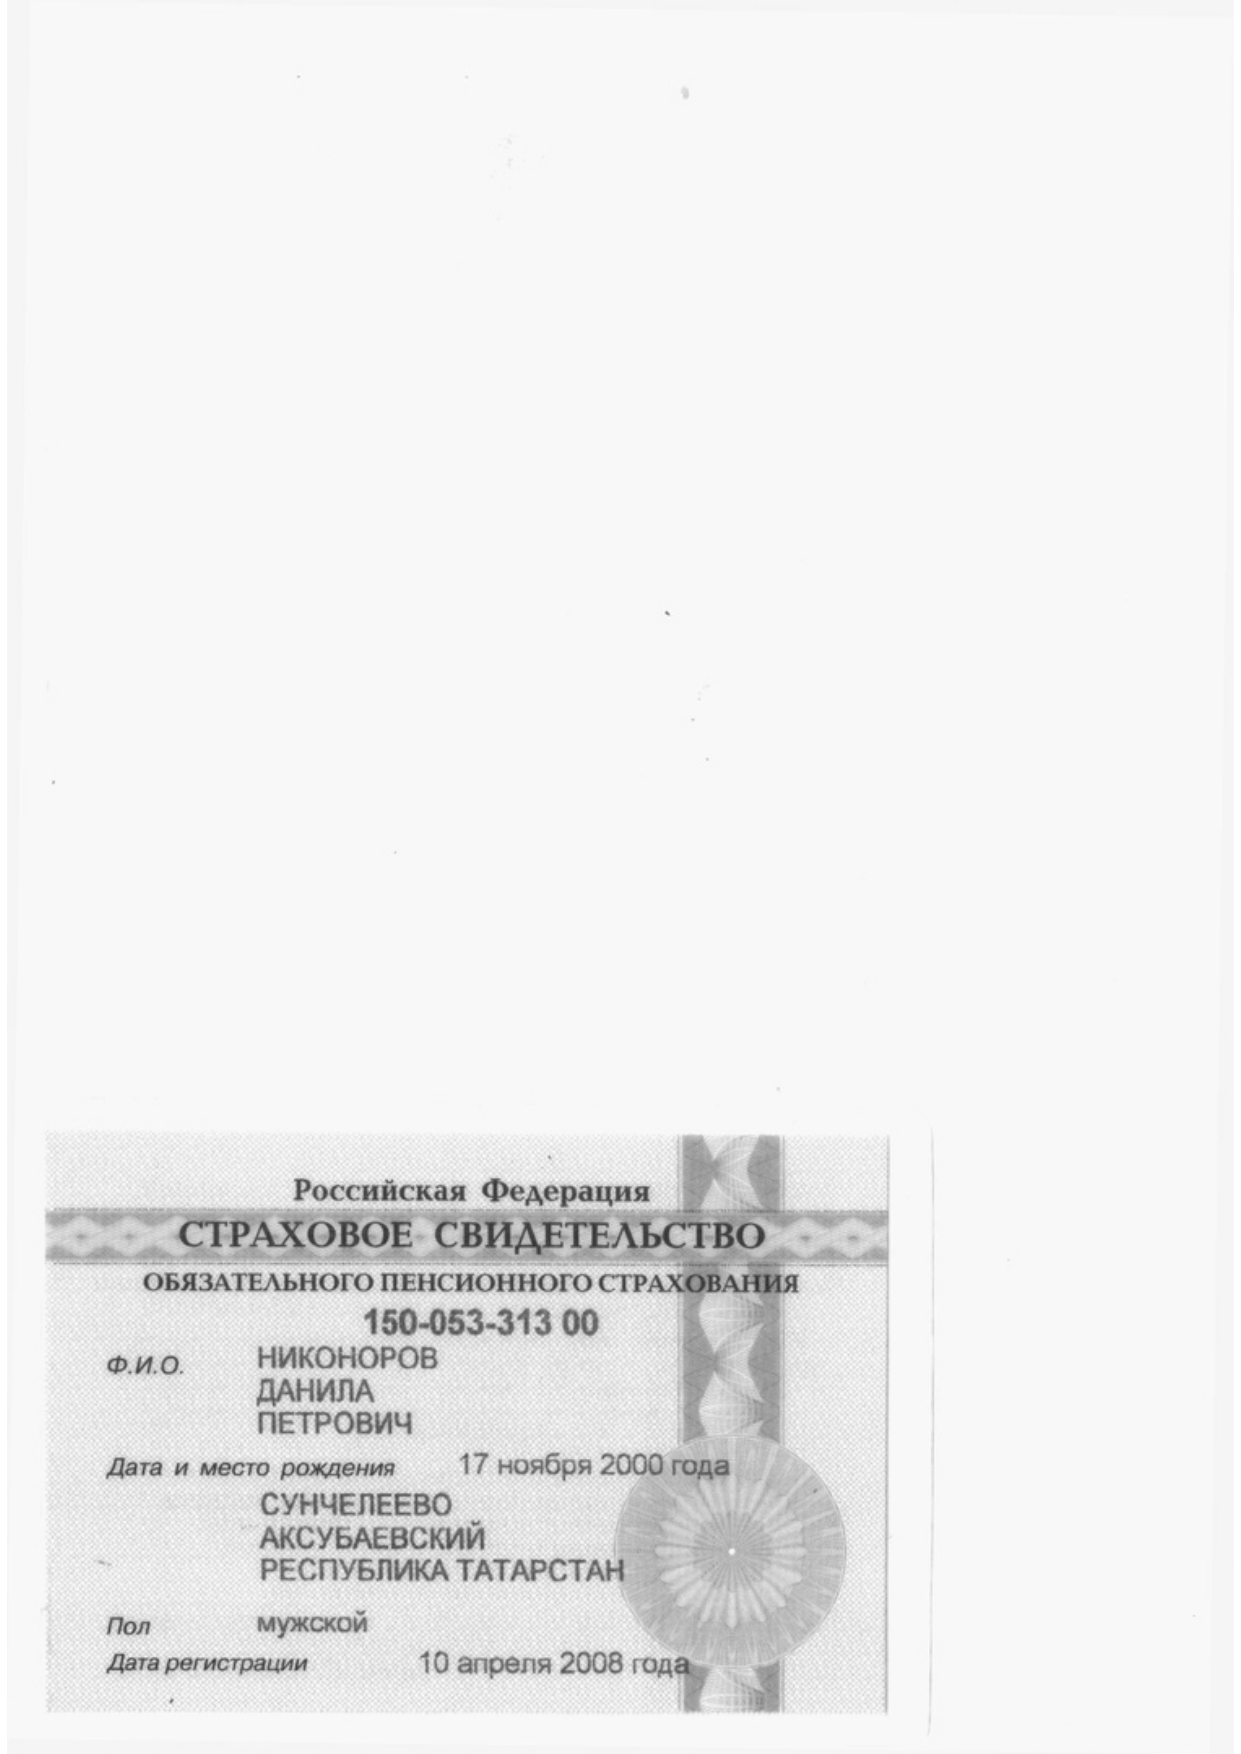 Российская Федерация
СТРАХОВОЕ СВИДЕТЕЛЬСТВО
ОБЯЗАТЕЛЬНОГО ПЕНСИОННОГО СТРАХОВАНИЯ
150-053-313 00
Ф.И.О. НИКОНОРОВ
ДАНИЛА
ПЕТРОВИЧ
Дата и место рождения 17 ноября 2000 года
СУНЧЕЛЕЕВО
АКСУБАЕВСКИЙ
РЕСПУБЛИКА ТАТАРСТАН
Пол мужской
Дата регистрации 10 апреля 2008 года